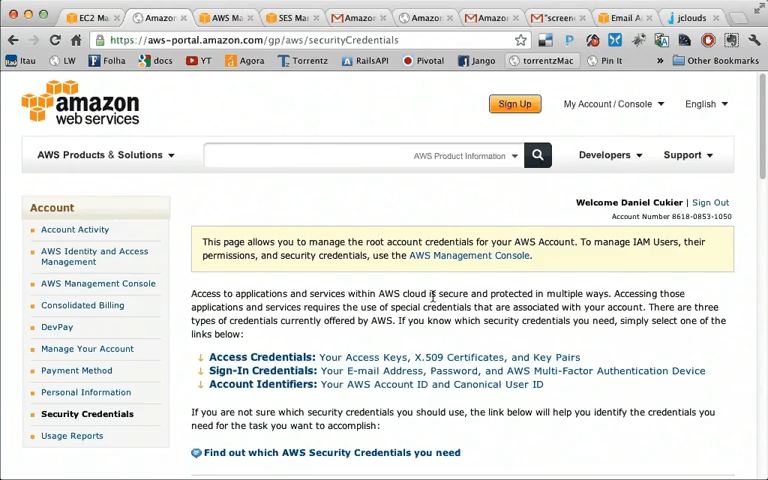 EC2 Ma
Amazon
AWS Ma
SES Ma
Amazon
Amazon
Amazon
"screen
Email A
jclouds
https://aws-portal.amazon.com/gp/aws/securityCredentials
Itau
LW
Folha
docs
YT
Agora
Torrentz
RailsAPI
Pivotal
Jango
torrentzMac
Pin It
»
Other Bookmarks
amazon
web services
Sign Up
My Account / Console
English
AWS Products & Solutions
AWS Product Information
Developers
Support
Welcome Daniel Cukier | Sign Out
Account Number 8618-0853-1050
Account
Account Activity
AWS Identity and Access
Management
AWS Management Console
Consolidated Billing
DevPay
Manage Your Account
Payment Method
Personal Information
Security Credentials
Usage Reports
This page allows you to manage the root account credentials for your AWS Account. To manage IAM Users, their
permissions, and security credentials, use the AWS Management Console.
Access to applications and services within AWS cloud is secure and protected in multiple ways. Accessing those
applications and services requires the use of special credentials that are associated with your account. There are three
types of credentials currently offered by AWS. If you know which security credentials you need, simply select one of the
links below:
Access Credentials: Your Access Keys, X.509 Certificates, and Key Pairs
Sign-In Credentials: Your E-mail Address, Password, and AWS Multi-Factor Authentication Device
Account Identifiers: Your AWS Account ID and Canonical User ID
If you are not sure which security credentials you should use, the link below will help you identify the credentials you
need for the task you want to accomplish:
Find out which AWS Security Credentials you need